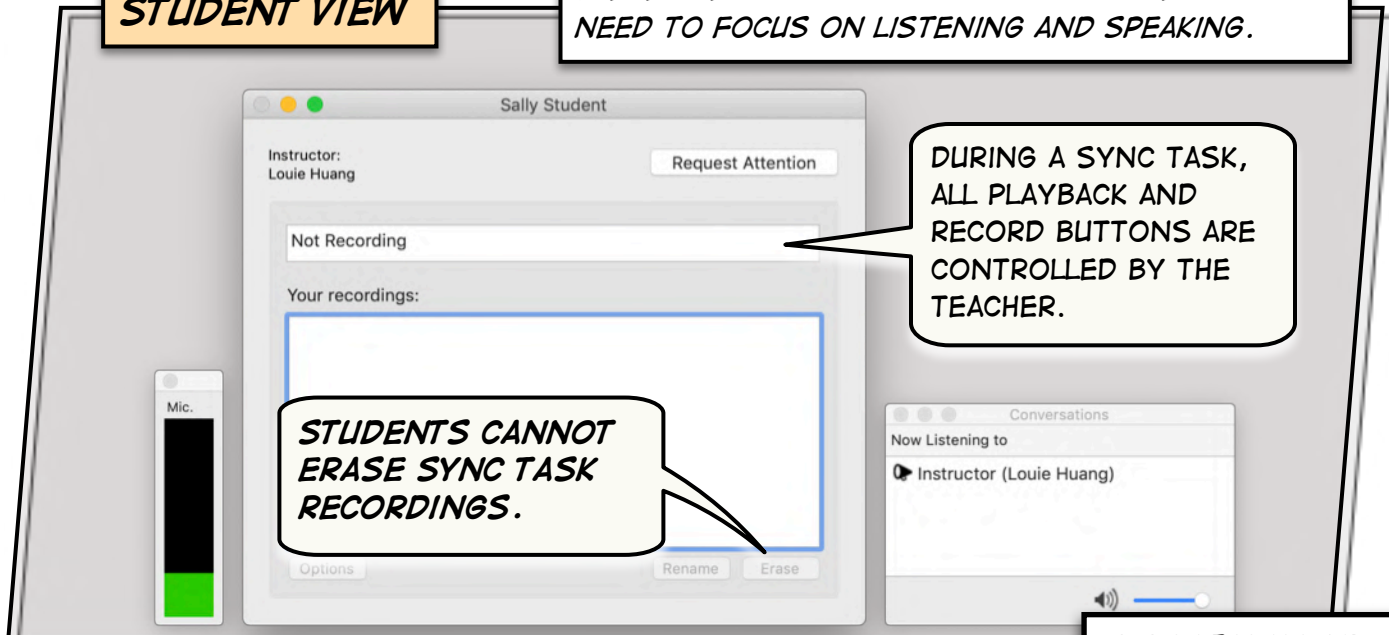 STUDENT VIEW
NEED TO FOCUS ON LISTENING AND SPEAKING.
Sally Student
Instructor:
Louie Huang
Request Attention
Not Recording
DURING A SYNC TASK,
ALL PLAYBACK AND
RECORD BUTTONS ARE
CONTROLLED BY THE
TEACHER.
Your recordings:
Mic.
STUDENTS CANNOT
ERASE SYNC TASK
RECORDINGS.
Options
Rename
Erase
Conversations
Now Listening to
Instructor (Louie Huang)